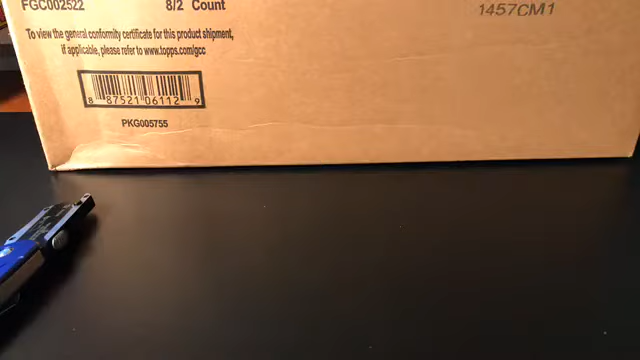 FGC002522 8/2 Count
1457CM1
To view the general conformity certificate for this product shipment,
if applicable, please refer to www.topps.com/gcc
8 87521 06112 9
PKG005755